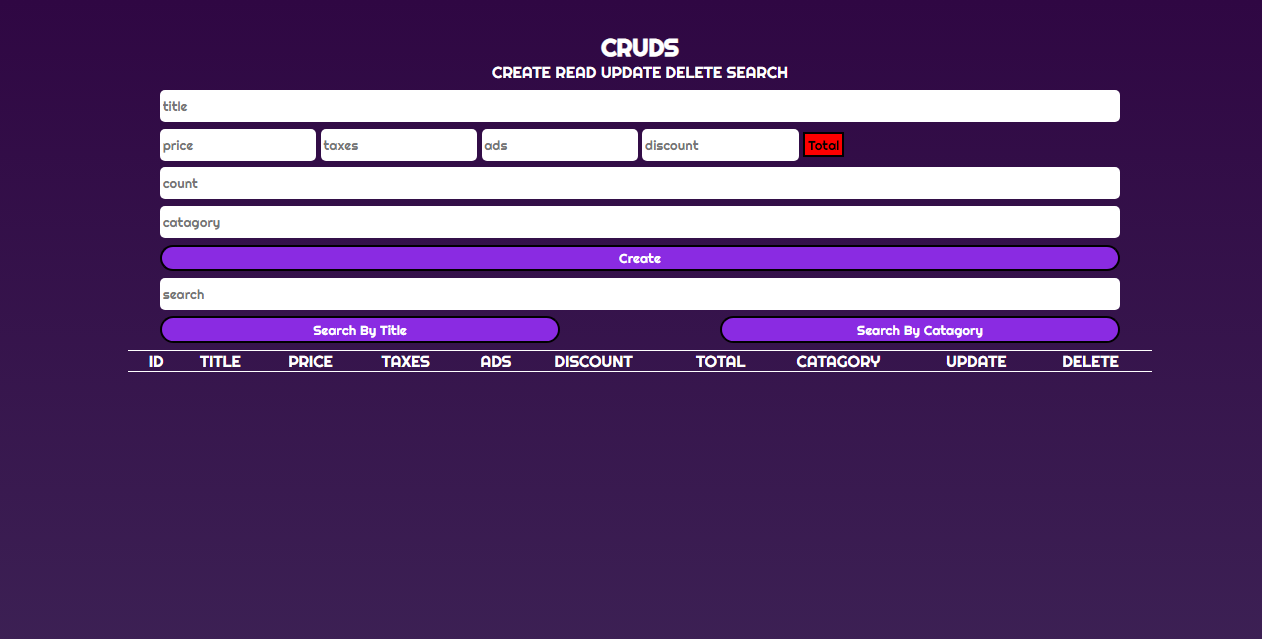 CRUDS
CREATE READ UPDATE DELETE SEARCH
title
price taxes ads discount Total
count
catagory
Create
search
Search By Title Search By Catagory
ID TITLE PRICE TAXES ADS DISCOUNT TOTAL CATAGORY UPDATE DELETE